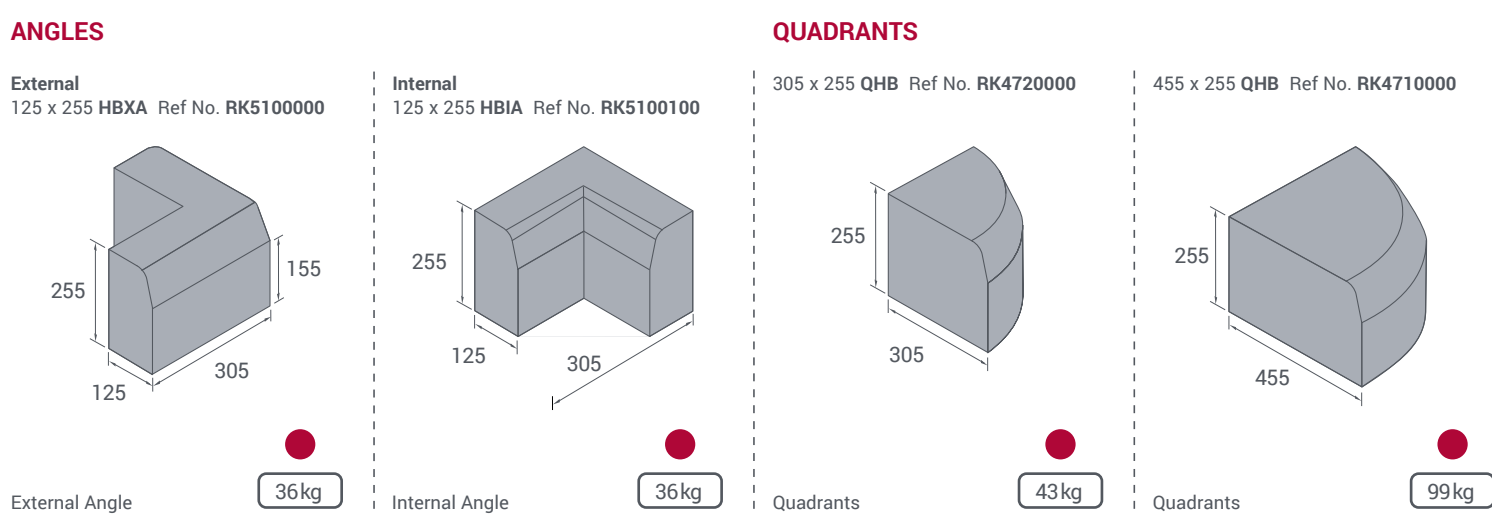 ANGLES
External
125 x 255 HBXA Ref No. RK5100000
255
155
125
305
36kg
External Angle
Internal
125 x 255 HBIA Ref No. RK5100100
255
125
305
36kg
Internal Angle
QUADRANTS
305 x 255 QHB Ref No. RK4720000
255
305
43kg
Quadrants
455 x 255 QHB Ref No. RK4710000
255
455
99kg
Quadrants